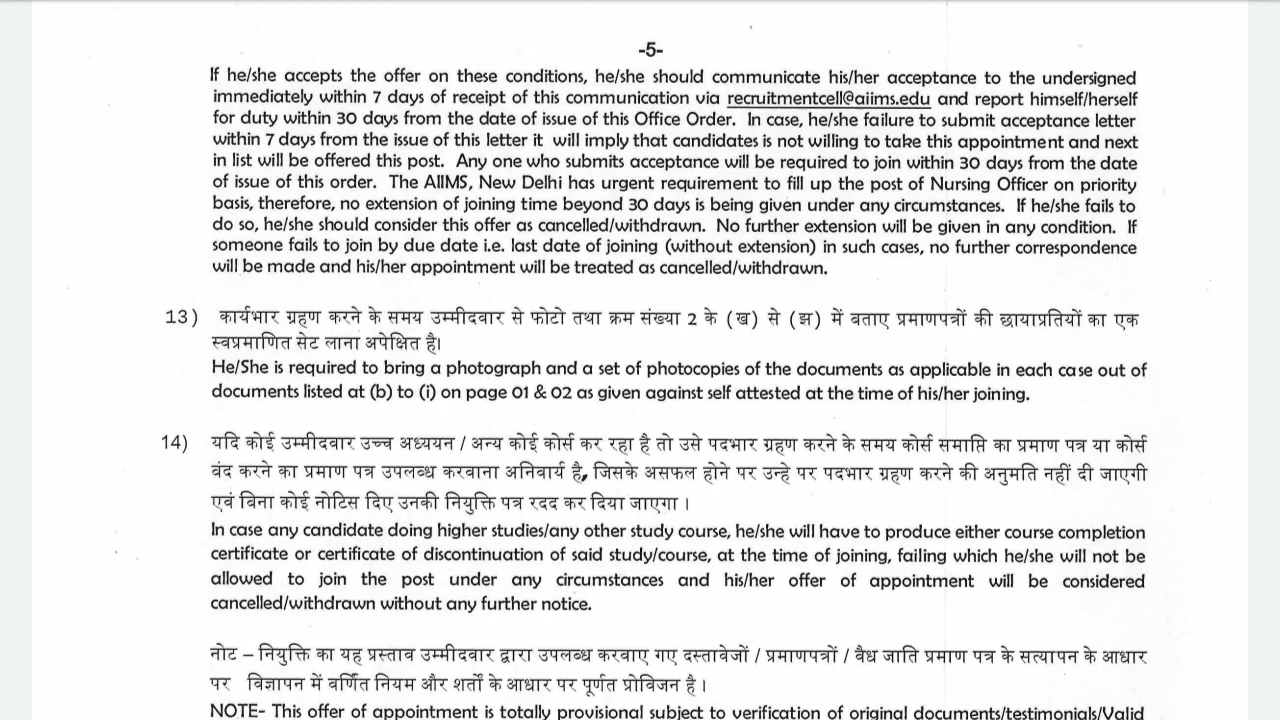 -5-
If he/she accepts the offer on these conditions, he/she should communicate his/her acceptance to the undersigned
immediately within 7 days of receipt of this communication via recruitmentcell@aiims.edu and report himself/herself
for duty within 30 days from the date of issue of this Office Order. In case, he/she failure to submit acceptance letter
within 7 days from the issue of this letter it will imply that candidates is not willing to take this appointment and next
in list will be offered this post. Any one who submits acceptance will be required to join within 30 days from the date
of issue of this order. The AIIMS, New Delhi has urgent requirement to fill up the post of Nursing Officer on priority
basis, therefore, no extension of joining time beyond 30 days is being given under any circumstances. If he/she fails to
do so, he/she should consider this offer as cancelled/withdrawn. No further extension will be given in any condition. If
someone fails to join by due date i.e. last date of joining (without extension) in such cases, no further correspondence
will be made and his/her appointment will be treated as cancelled/withdrawn.
13) कार्यभार ग्रहण करने के समय उम्मीदवार से फोटो तथा क्रम संख्या 2 के (ख) से (झ) में बताए प्रमाणपत्रों की छायाप्रतियों का एक
स्वप्रमाणित सेट लाना अपेक्षित है।
He/She is required to bring a photograph and a set of photocopies of the documents as applicable in each case out of
documents listed at (b) to (i) on page 01 & 02 as given against self attested at the time of his/her joining.
14) यदि कोई उम्मीदवार उच्च अध्ययन / अन्य कोई कोर्स कर रहा है तो उसे पदभार ग्रहण करने के समय कोर्स समाप्ति का प्रमाण पत्र या कोर्स
बंद करने का प्रमाण पत्र उपलब्ध करवाना अनिवार्य है, जिसके असफल होने पर उन्हे पर पदभार ग्रहण करने की अनुमति नहीं दी जाएगी
एवं बिना कोई नोटिस दिए उनकी नियुक्ति पत्र रदद कर दिया जाएगा ।
In case any candidate doing higher studies/any other study course, he/she will have to produce either course completion
certificate or certificate of discontinuation of said study/course, at the time of joining, failing which he/she will not be
allowed to join the post under any circumstances and his/her offer of appointment will be considered
cancelled/withdrawn without any further notice.
नोट – नियुक्ति का यह प्रस्ताव उम्मीदवार द्वारा उपलब्ध करवाए गए दस्तावेजों / प्रमाणपत्रों / वैध जाति प्रमाण पत्र के सत्यापन के आधार
पर विज्ञापन में वर्णित नियम और शर्तों के आधार पर पूर्णत प्रोविजन है ।
NOTE- This offer of appointment is totally provisional subject to verification of original documents/testimonials/Valid